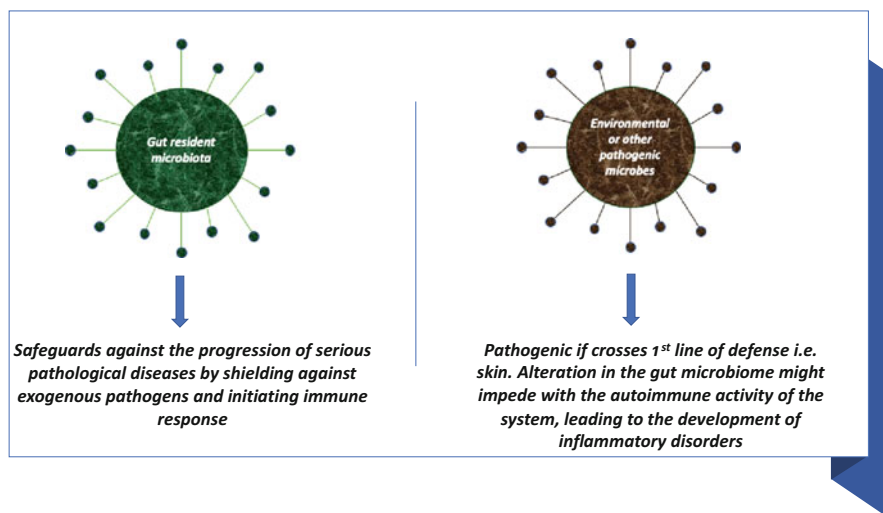 Gut resident
microbiota
Safeguards against the progression of serious
pathological diseases by shielding against
exogenous pathogens and initiating immune
response
Environmental
or other
pathogenic
microbes
Pathogenic if crosses 1st line of defense i.e.
skin. Alteration in the gut microbiome might
impede with the autoimmune activity of the
system, leading to the development of
inflammatory disorders